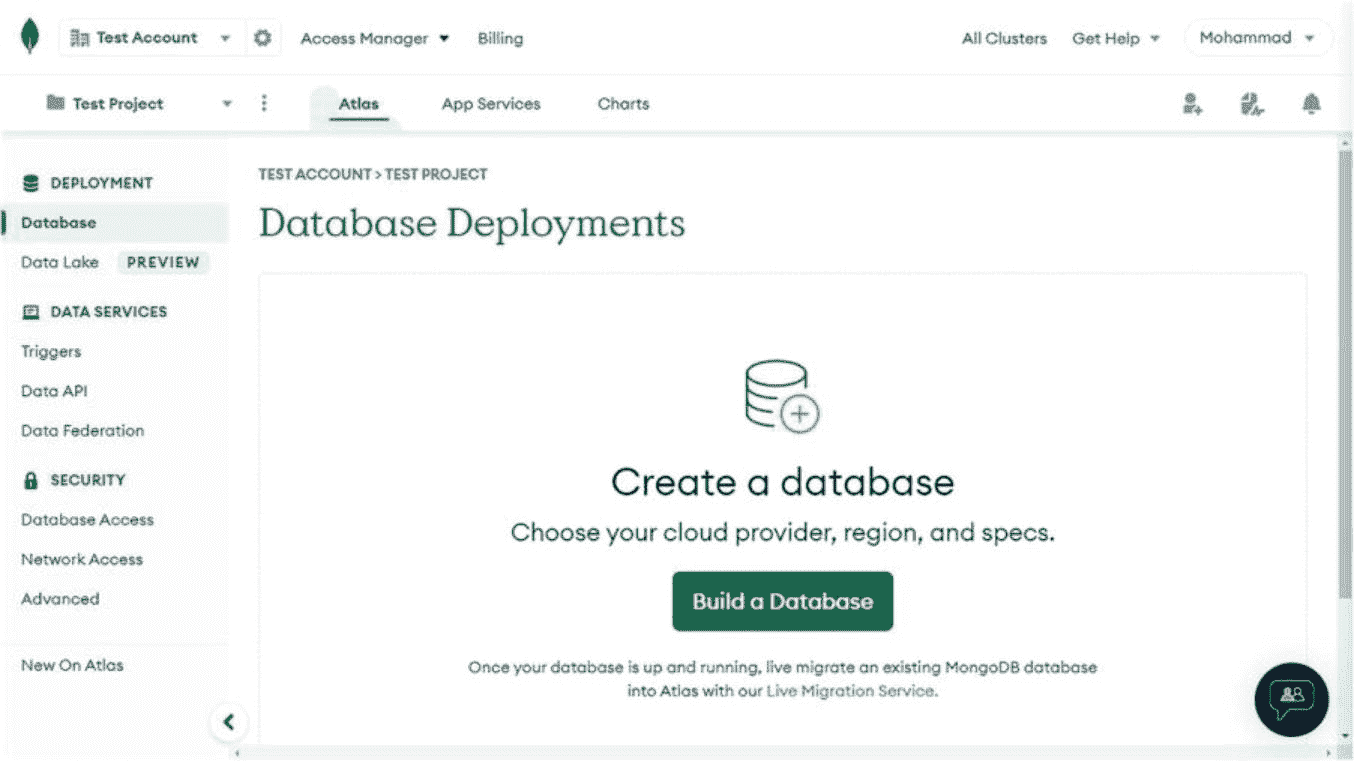 Test Account Access Manager Billing All Clusters Get Help Mohammad
Test Project Atlas App Services Charts
DEPLOYMENT
Database
Data Lake PREVIEW
DATA SERVICES
Triggers
Data API
Data Federation
SECURITY
Database Access
Network Access
Advanced
New On Atlas
TEST ACCOUNT > TEST PROJECT
Database Deployments
Create a database
Choose your cloud provider, region, and specs.
Build a Database
Once your database is up and running, live migrate an existing MongoDB database
into Atlas with our Live Migration Service.